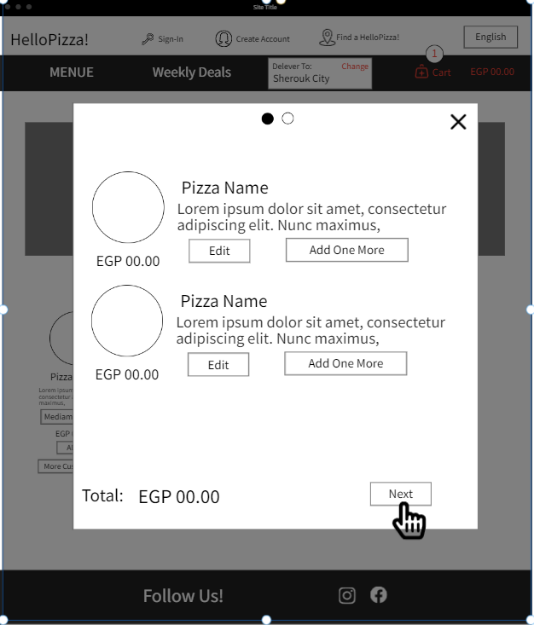 Site Title
HelloPizza!
Sign-in
Create Account
Find a HelloPizza!
English
MENUE
Weekly Deals
Delever To:
Change
Sherouk City
1
Cart
EGP 00.00
Pizza Name
Lorem ipsum dolor sit amet, consectetur
adipiscing elit. Nunc maximus,
Edit
Add One More
EGP 00.00
Pizza Name
Lorem ipsum dolor sit amet, consectetur
adipiscing elit. Nunc maximus,
Edit
Add One More
EGP 00.00
Pizza
Lorem ipsum
consectetur
maximus,
Mediam
EGP
More Cus
Total: EGP 00.00
Next
Follow Us!